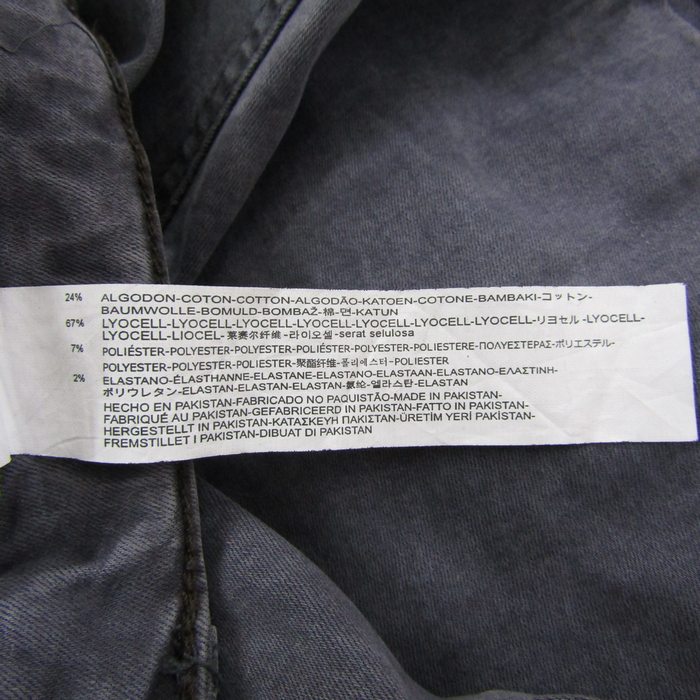 24% ALGODON-COTON-COTTON-ALGODÃO-KATOEN-COTONE-BAMBAKI-コットン-
BAUMWOLLE-BOMULD-BOMBAŽ-棉-면-KATUN
67% LYOCELL-LYOCELL-LYOCELL-LYOCELL-LYOCELL-LYOCELL-LYOCELL-リヨセル-LYOCELL-
LYOCELL-LIOCEL-莱赛尔纤维-라이오셀-serat selulosa
7% POLIÉSTER-POLYESTER-POLYESTER-POLIÉSTER-POLYESTER-POLIESTERE-ΠΟΛΥΕΣΤΕΡΑΣ-ポリエステル-
POLYESTER-POLYESTER-POLIESTER-聚酯纤维-폴리에스터-POLIESTER
2% ELASTANO-ÉLASTHANNE-ELASTANE-ELASTANO-ELASTAAN-ELASTANO-ΕΛΑΣΤΙΝΗ-
ポリウレタン-ELASTAN-ELASTAN-ELASTAN-氨纶-엘라스탄-ELASTAN
HECHO EN PAKISTAN-FABRICADO NO PAQUISTÃO-MADE IN PAKISTAN-
FABRIQUÉ AU PAKISTAN-GEFABRICEERD IN PAKISTAN-FATTO IN PAKISTAN-
HERGESTELLT IN PAKISTAN-ΚΑΤΑΣΚΕΥΗ ΠΑΚΙΣΤΑΝ-ÜRETİM YERİ PAKİSTAN-
FREMSTILLET I PAKISTAN-DIBUAT DI PAKISTAN